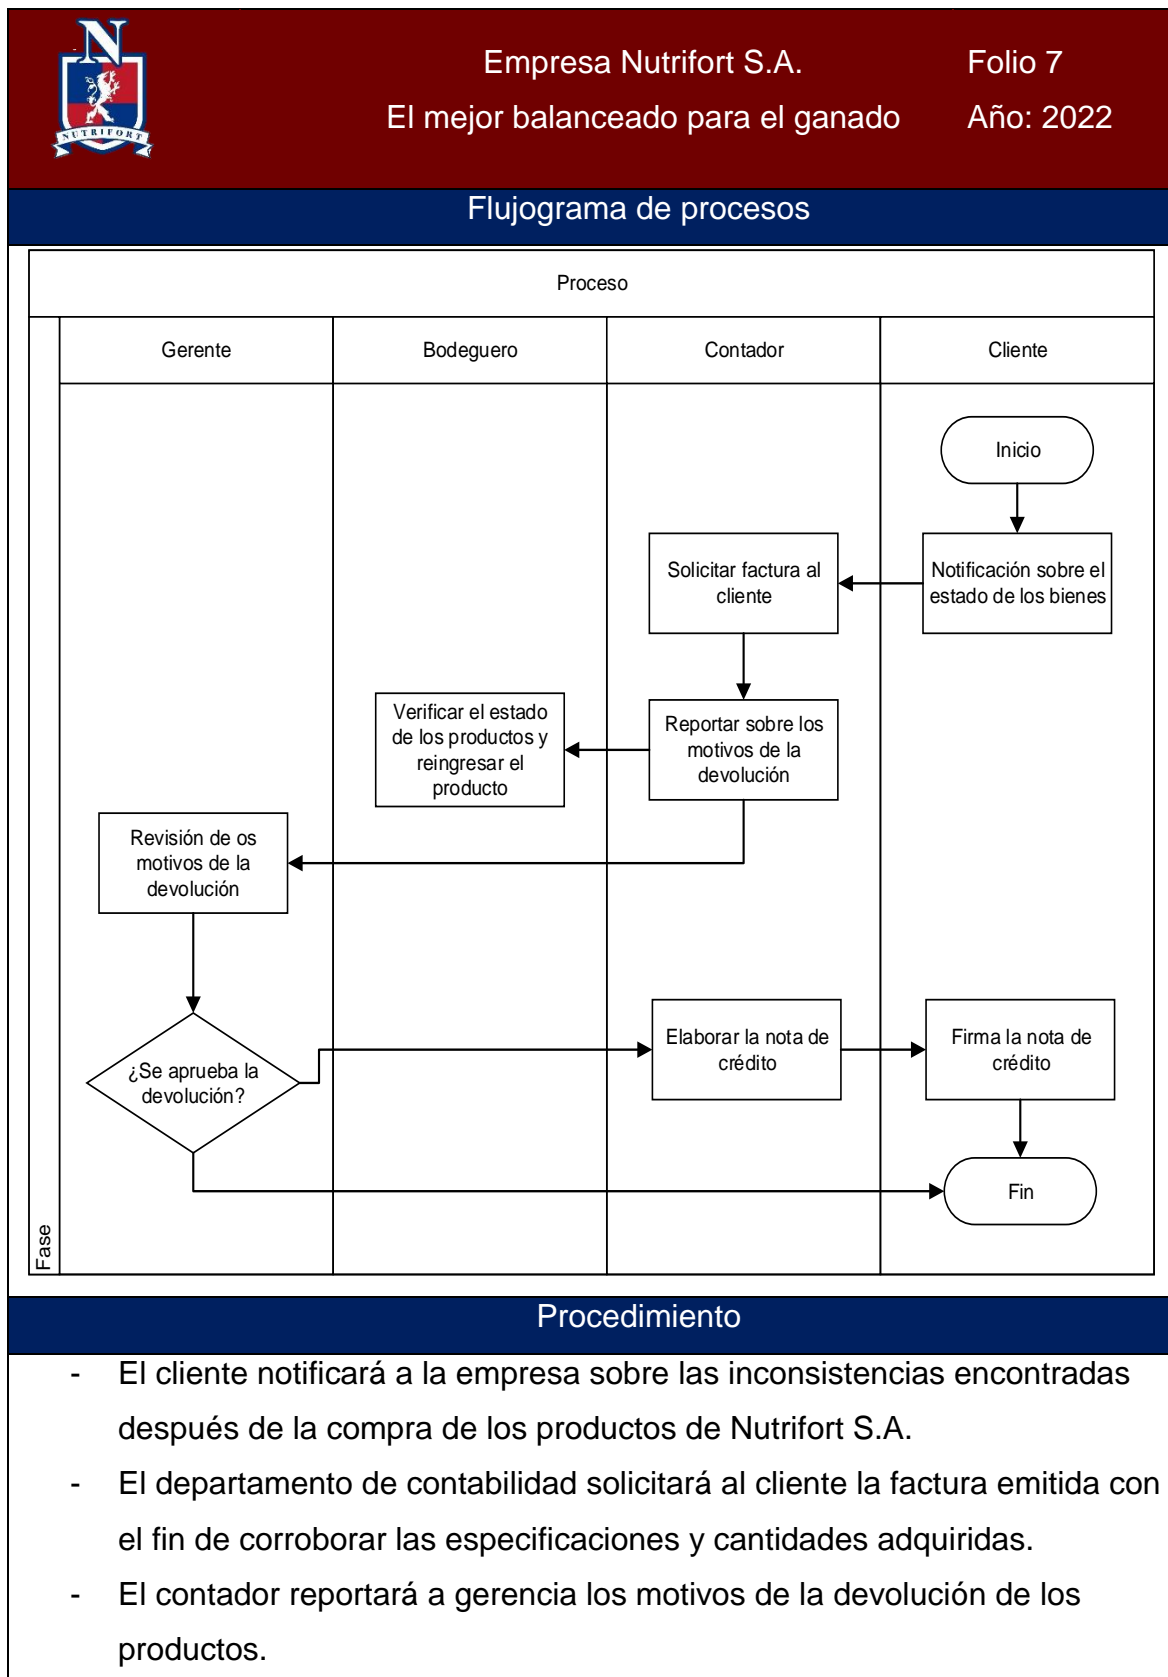 N
NUTRIFORT
Empresa Nutrifort S.A.
El mejor balanceado para el ganado
Folio 7
Año: 2022
Flujograma de procesos
Proceso
Fase
Gerente
Bodeguero
Contador
Cliente
Inicio
Notificación sobre el
estado de los bienes
Solicitar factura al
cliente
Reportar sobre los
motivos de la
devolución
Verificar el estado
de los productos y
reingresar el
producto
Revisión de os
motivos de la
devolución
¿Se aprueba la
devolución?
Elaborar la nota de
crédito
Firma la nota de
crédito
Fin
Procedimiento
- El cliente notificará a la empresa sobre las inconsistencias encontradas
después de la compra de los productos de Nutrifort S.A.
- El departamento de contabilidad solicitará al cliente la factura emitida con
el fin de corroborar las especificaciones y cantidades adquiridas.
- El contador reportará a gerencia los motivos de la devolución de los
productos.